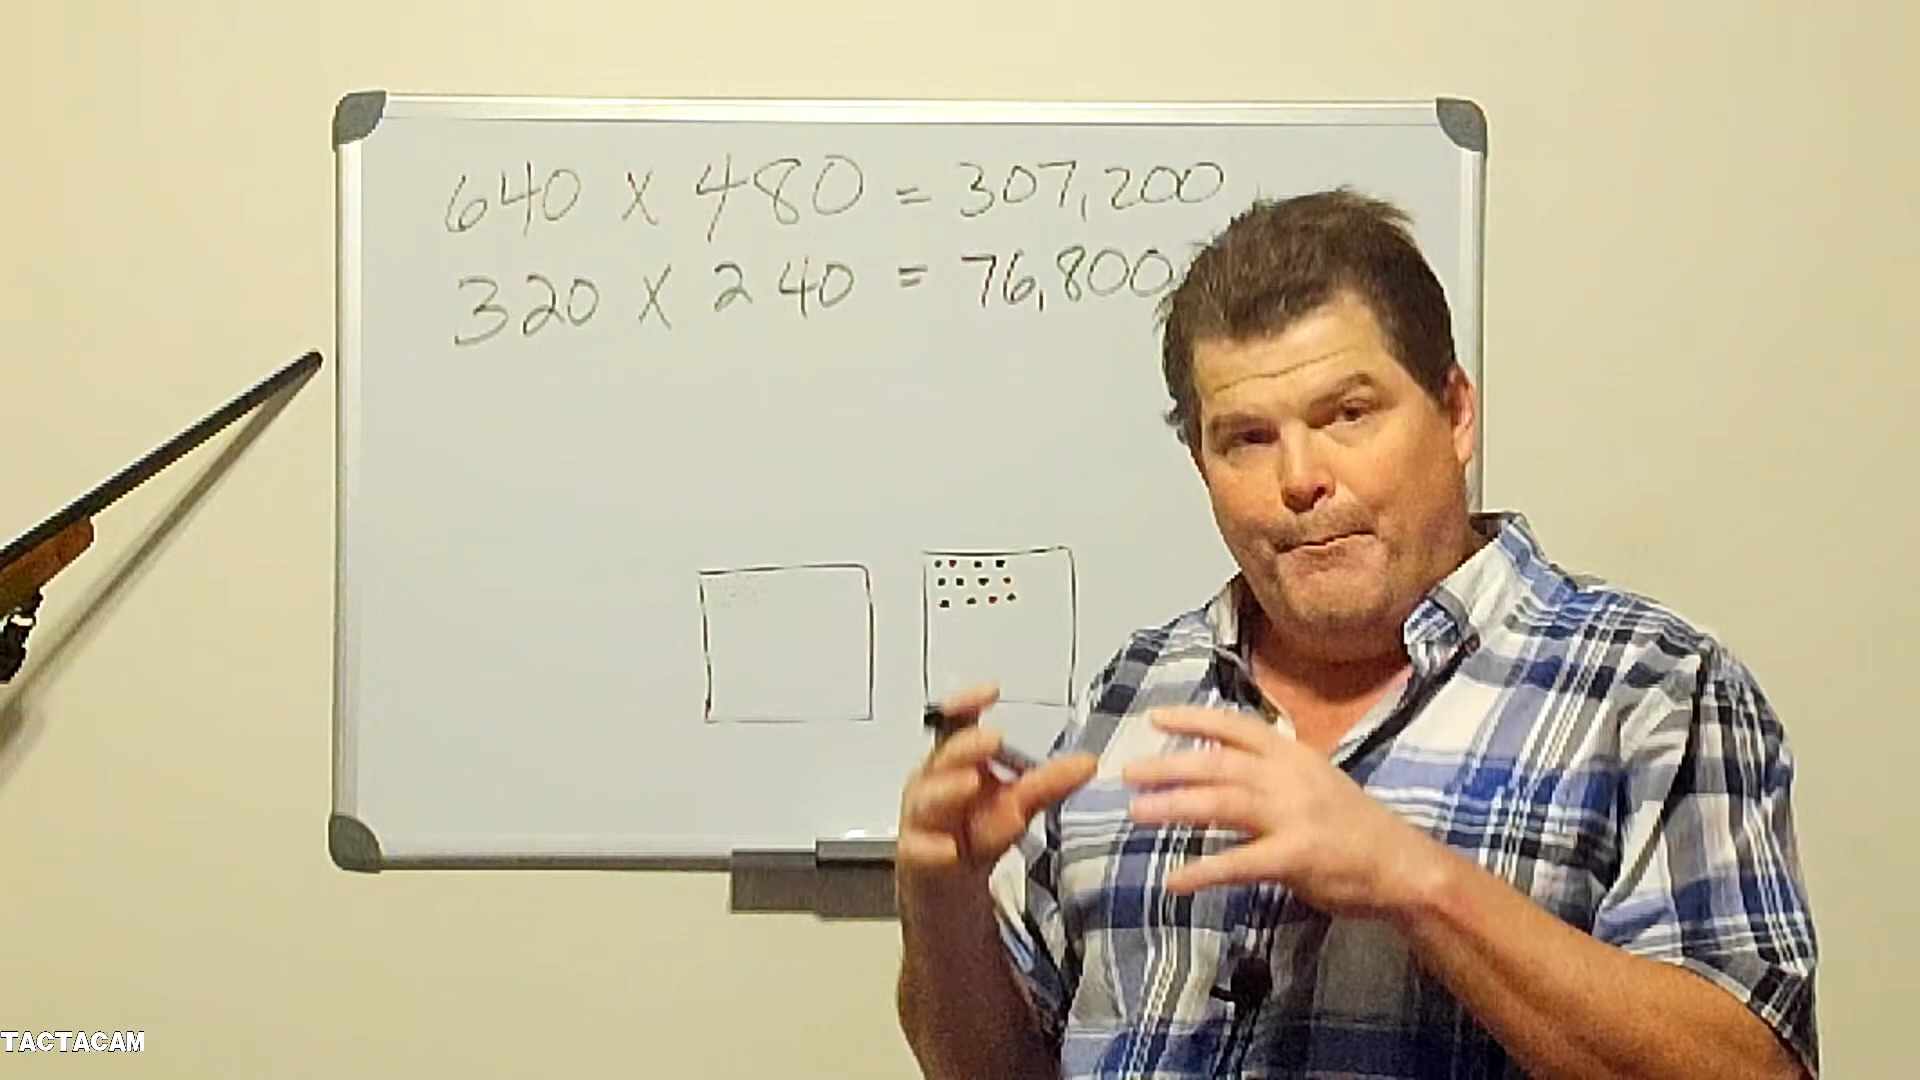 640 X 480 = 307,200
320 X 240 = 76,800
TACTACAM